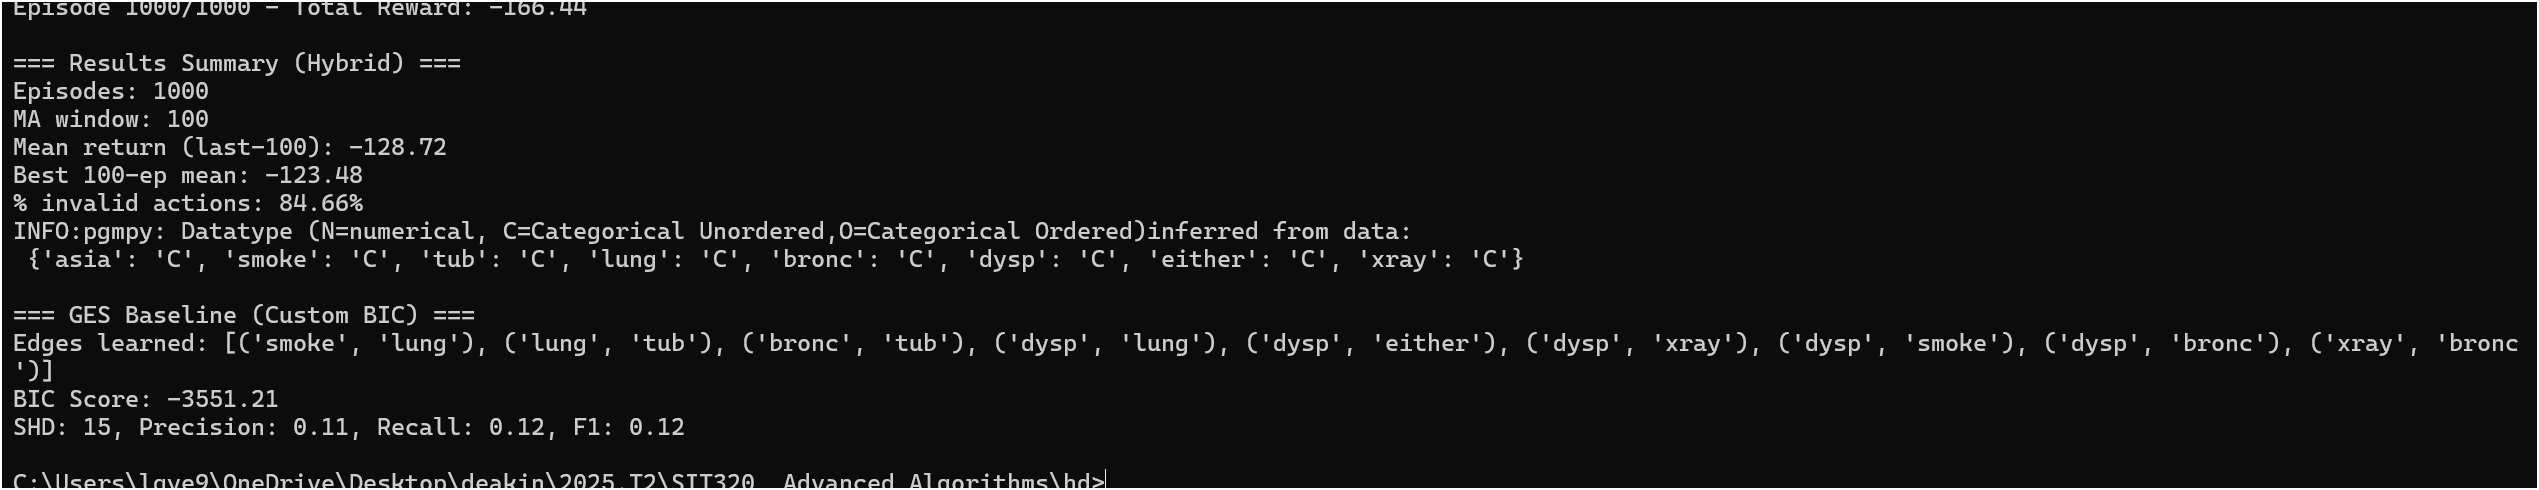 Episode 1000/1000 - Total Reward: -166.44
=== Results Summary (Hybrid) ===
Episodes: 1000
MA window: 100
Mean return (last-100): -128.72
Best 100-ep mean: -123.48
% invalid actions: 84.66%
INFO:pgmpy: Datatype (N=numerical, C=Categorical Unordered,O=Categorical Ordered)inferred from data:
 {'asia': 'C', 'smoke': 'C', 'tub': 'C', 'lung': 'C', 'bronc': 'C', 'dysp': 'C', 'either': 'C', 'xray': 'C'}
=== GES Baseline (Custom BIC) ===
Edges learned: [('smoke', 'lung'), ('lung', 'tub'), ('bronc', 'tub'), ('dysp', 'lung'), ('dysp', 'either'), ('dysp', 'xray'), ('dysp', 'smoke'), ('dysp', 'bronc'), ('xray', 'bronc
')]
BIC Score: -3551.21
SHD: 15, Precision: 0.11, Recall: 0.12, F1: 0.12
C:\Users\lgye9\OneDrive\Desktop\deakin\2025.T2\SIT320 Advanced Algorithms\hd>